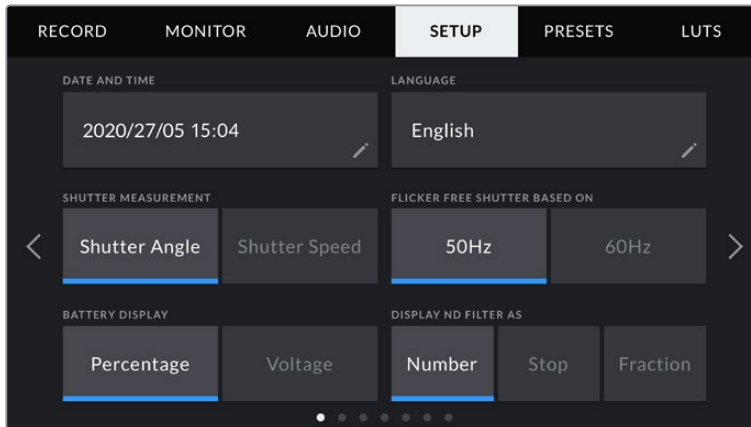 RECORD MONITOR AUDIO SETUP PRESETS LUTS
DATE AND TIME LANGUAGE
2020/27/05 15:04 English
SHUTTER MEASUREMENT FLICKER FREE SHUTTER BASED ON
Shutter Angle Shutter Speed 50Hz 60Hz
BATTERY DISPLAY DISPLAY ND FILTER AS
Percentage Voltage Number Stop Fraction